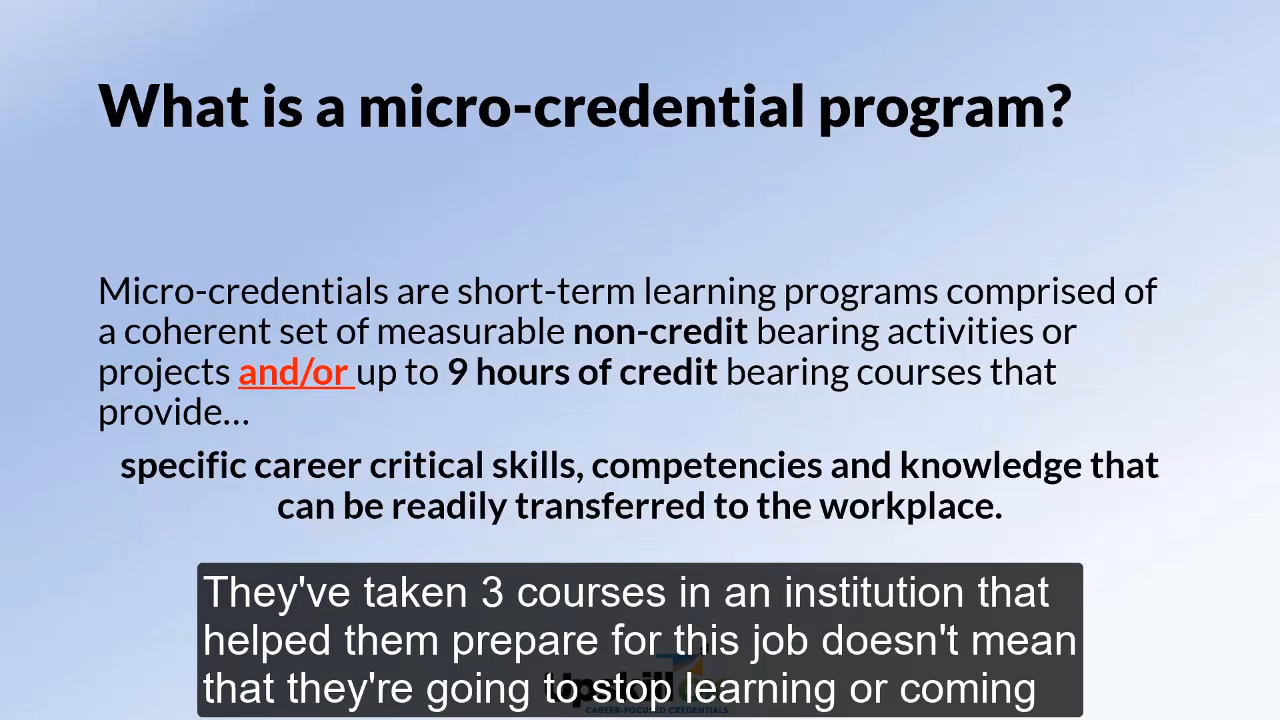 What is a micro-credential program?
Micro-credentials are short-term learning programs comprised of
a coherent set of measurable non-credit bearing activities or
projects and/or up to 9 hours of credit bearing courses that
provide...
specific career critical skills, competencies and knowledge that
can be readily transferred to the workplace.
They've taken 3 courses in an institution that
helped them prepare for this job doesn't mean
that they're going to stop learning or coming
CAREER-FOCUSED CREDENTIALS